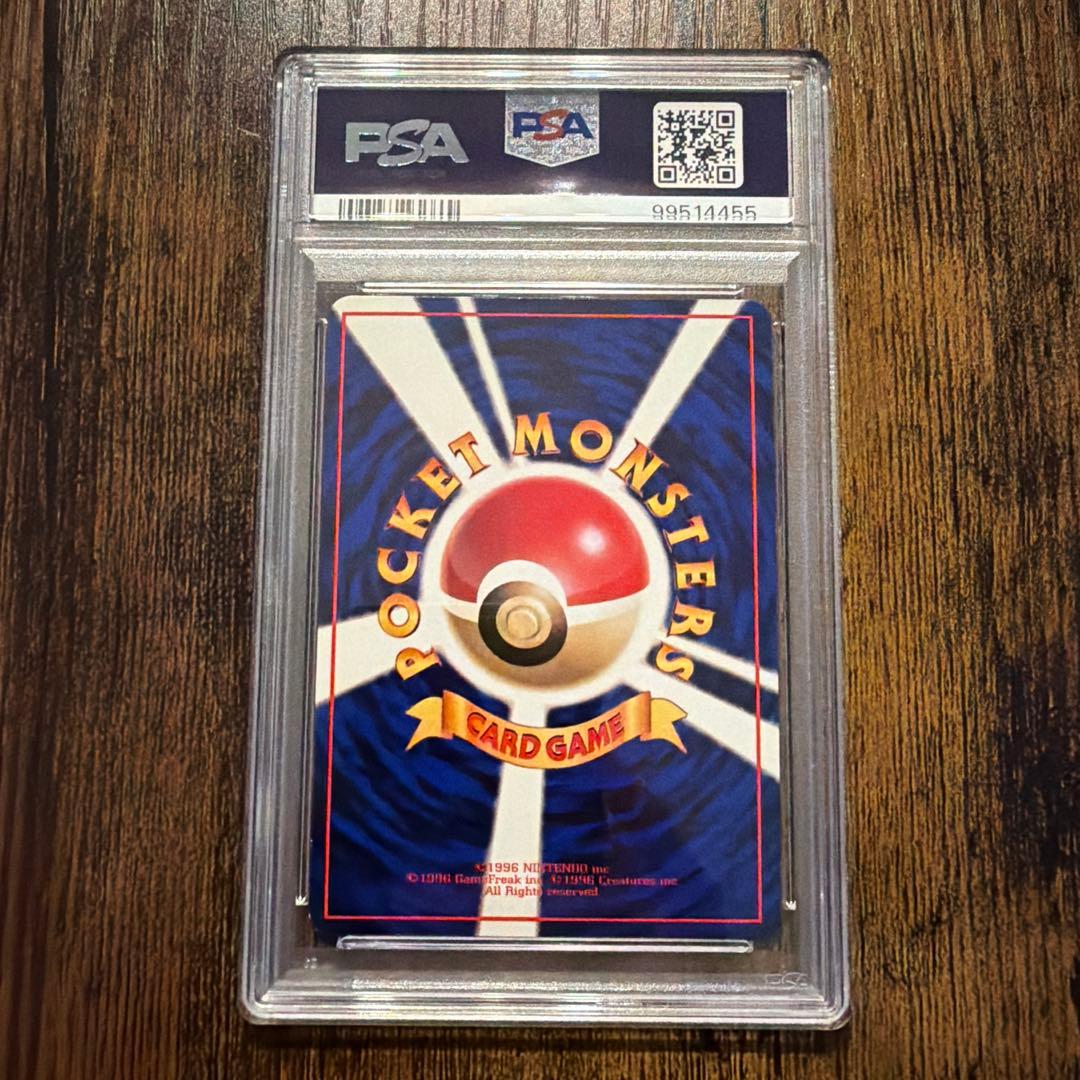 PSA
PSA
99514455
POCKET MONSTERS
CARD GAME
©1996 NINTENDO inc
©1996 GameFreak inc ©1996 Creatures inc
All Rights reserved.
PSA